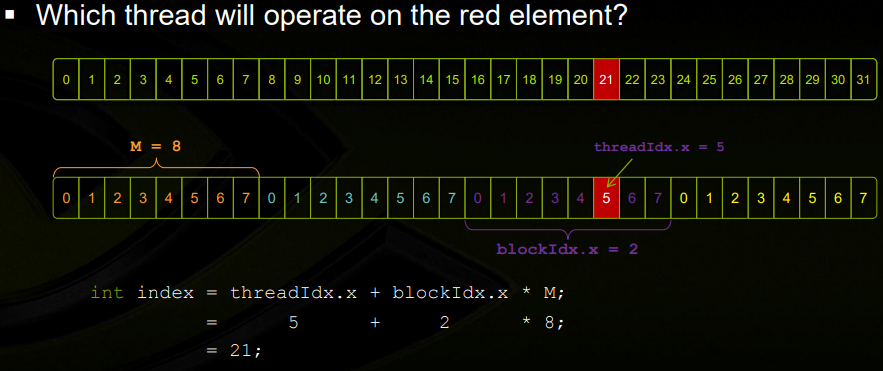 ▪ Which thread will operate on the red element?
0 1 2 3 4 5 6 7 8 9 10 11 12 13 14 15 16 17 18 19 20 21 22 23 24 25 26 27 28 29 30 31
M = 8
threadIdx.x = 5
0 1 2 3 4 5 6 7 0 1 2 3 4 5 6 7 0 1 2 3 4 5 6 7 0 1 2 3 4 5 6 7
blockIdx.x = 2
int index = threadIdx.x + blockIdx.x * M;
= 5 + 2 * 8;
= 21;